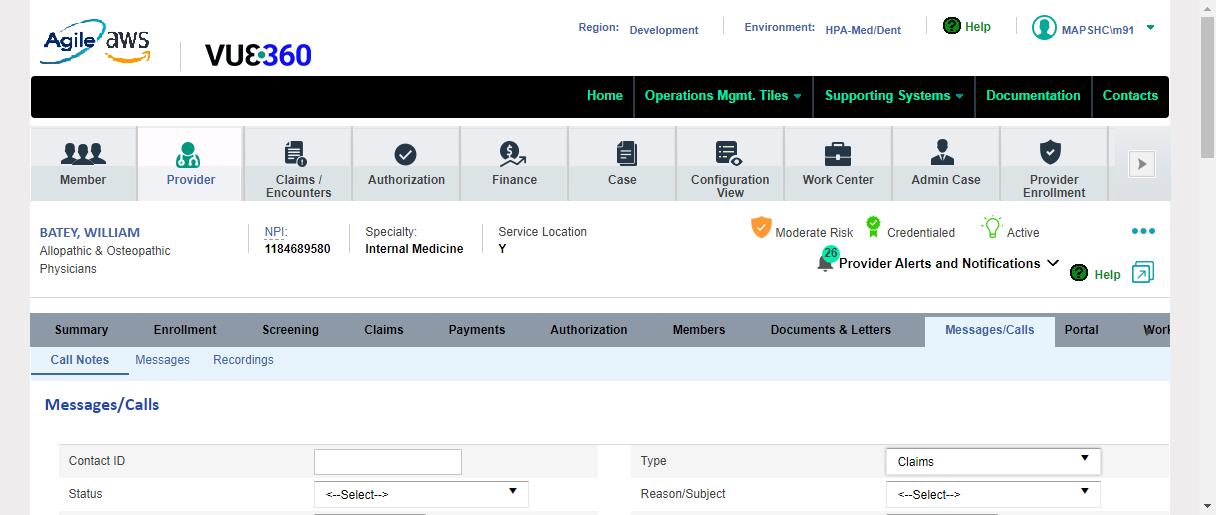 Agile aws
VUE360
Region: Development
Environment: HPA-Med/Dent
Help
MAPSHC\m91
Home
Operations Mgmt. Tiles
Supporting Systems
Documentation
Contacts
Member
Provider
Claims /
Encounters
Authorization
Finance
Case
Configuration
View
Work Center
Admin Case
Provider
Enrollment
BATEY, WILLIAM
Allopathic & Osteopathic
Physicians
NPI:
1184689580
Specialty:
Internal Medicine
Service Location
Y
Moderate Risk
Credentialed
Active
26
Provider Alerts and Notifications
Help
Summary
Enrollment
Screening
Claims
Payments
Authorization
Members
Documents & Letters
Messages/Calls
Portal
Call Notes
Messages
Recordings
Messages/Calls
Contact ID
Type
Claims
Status
<--Select-->
Reason/Subject
<--Select-->